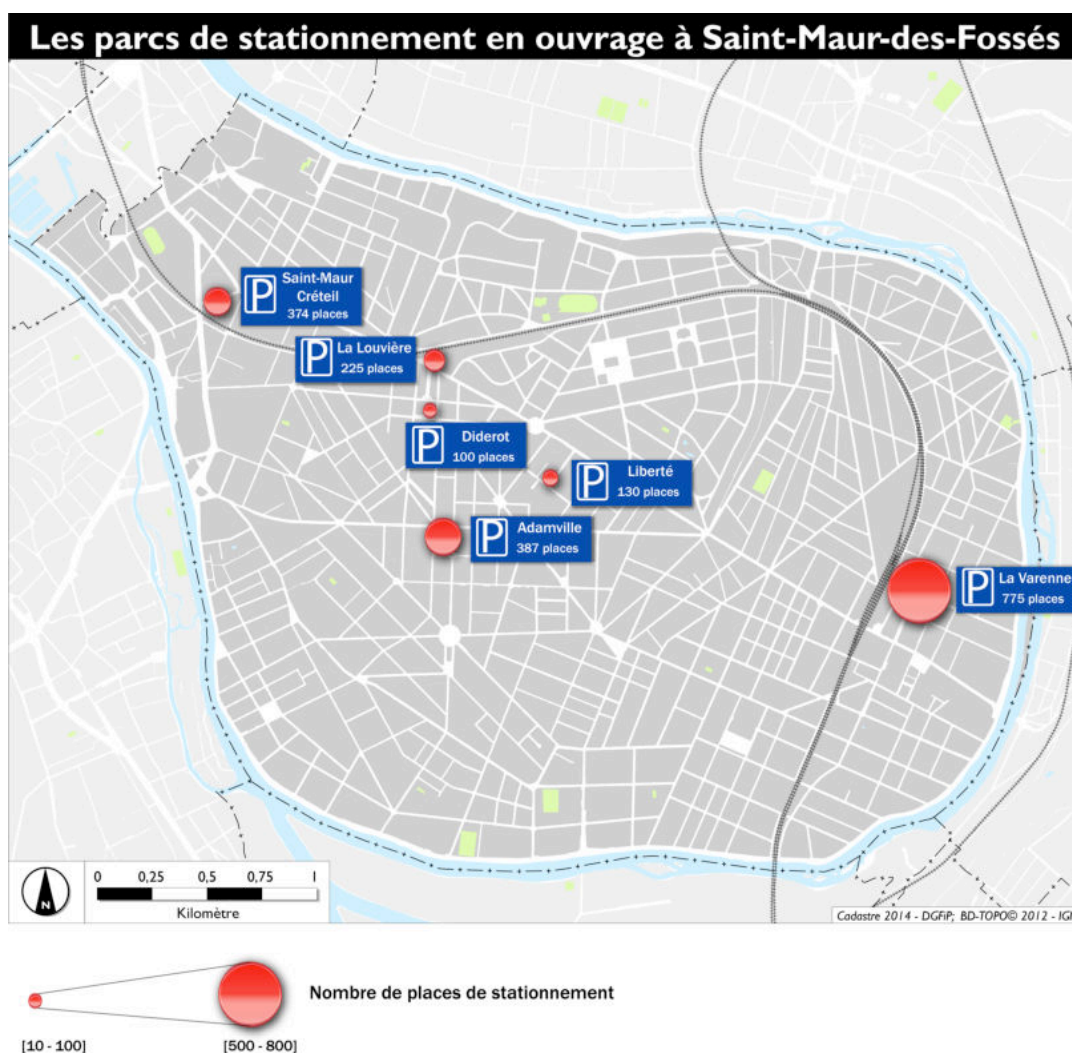 Les parcs de stationnement en ouvrage à Saint-Maur-des-Fossés
P
Saint-Maur
Créteil
374 places
P
La Louvière
225 places
P
Diderot
100 places
P
Liberté
130 places
P
Adamville
387 places
P
La Varenne
775 places
N
0 0,25 0,5 0,75 1
Kilomètre
Cadastre 2014 - DGFiP; BD-TOPO© 2012 - IG
Nombre de places de stationnement
[10 - 100] [500 - 800]